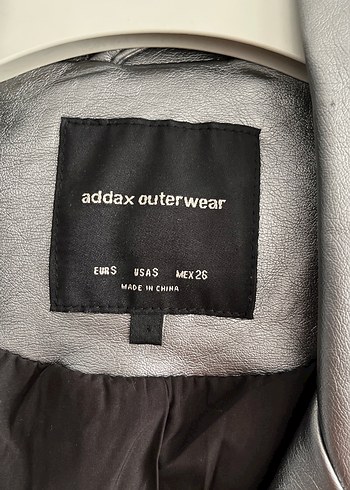 addax outerwear
EUR S USA S MEX 26
MADE IN CHINA